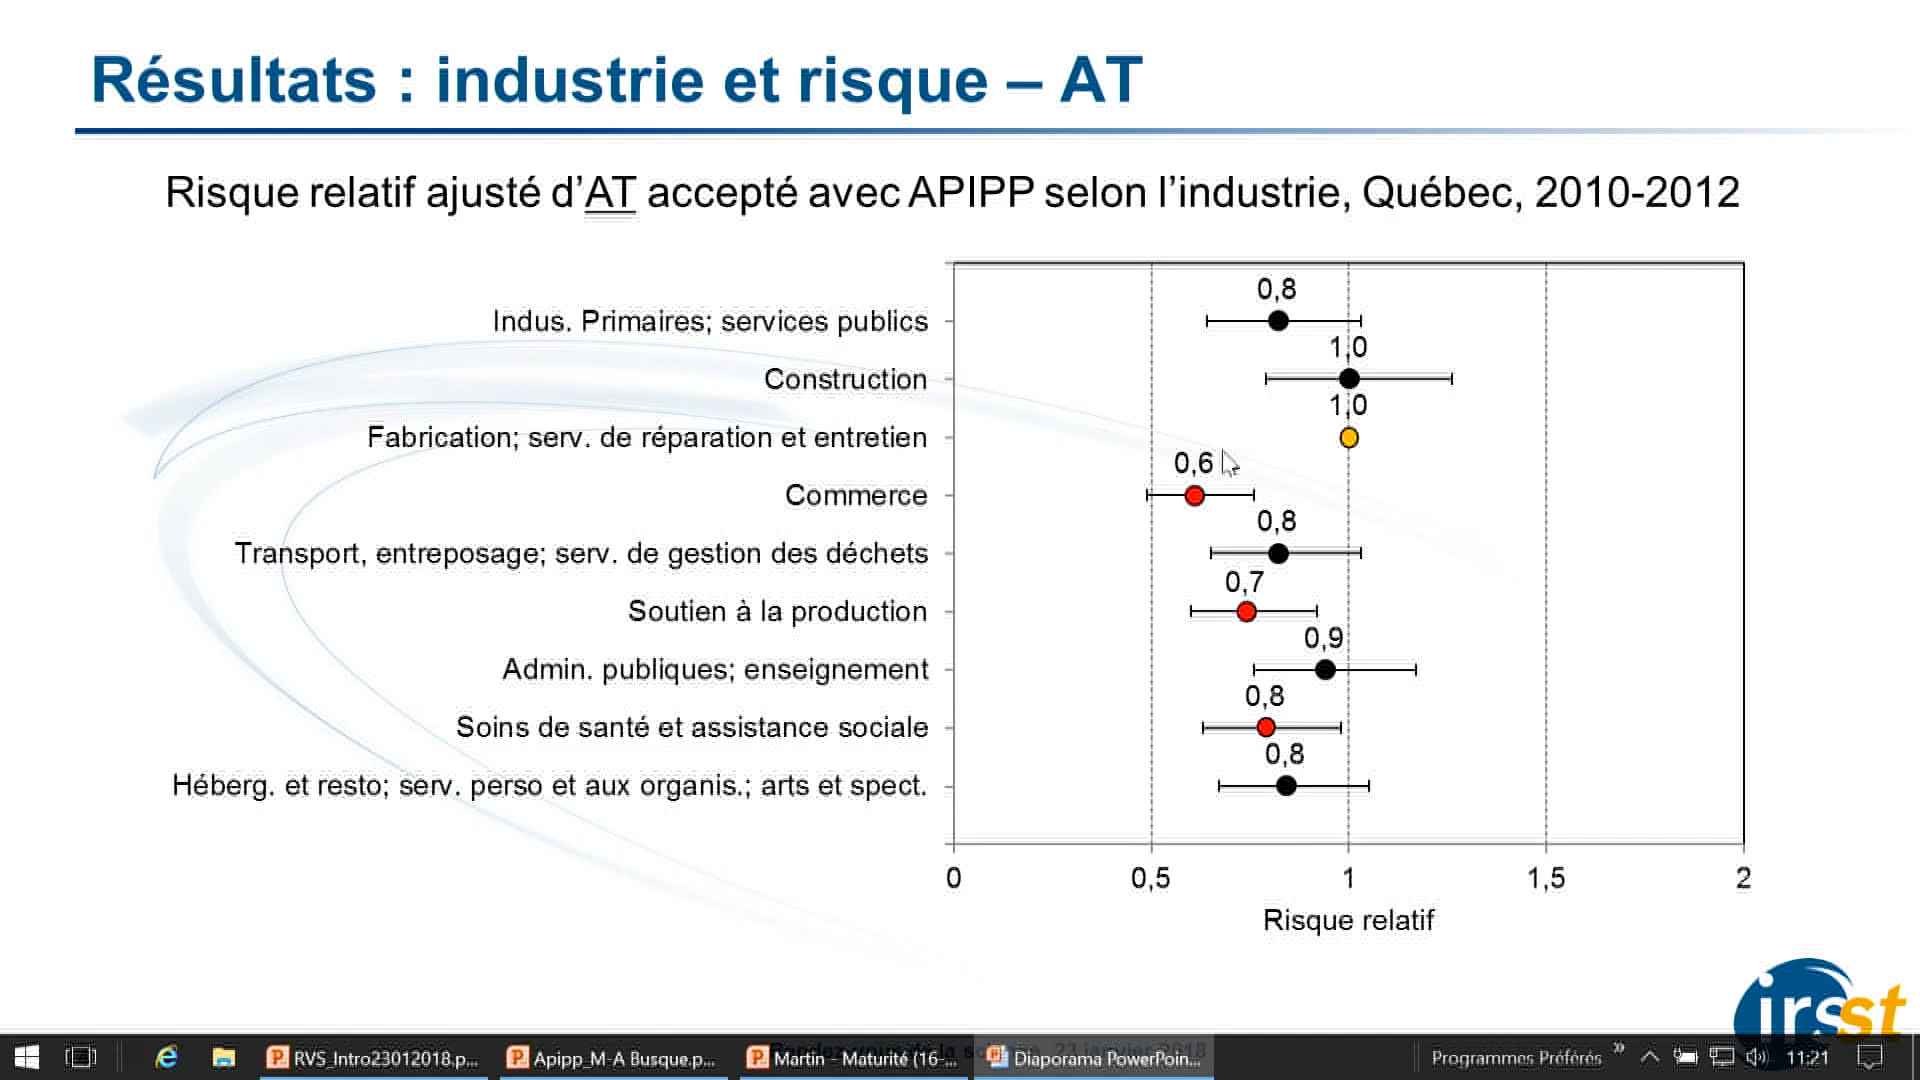 Résultats : industrie et risque – AT
Risque relatif ajusté d’AT accepté avec APIPP selon l’industrie, Québec, 2010-2012
Indus. Primaires; services publics
0,8
Construction
1,0
Fabrication; serv. de réparation et entretien
1,0
Commerce
0,6
Transport, entreposage; serv. de gestion des déchets
0,8
Soutien à la production
0,7
Admin. publiques; enseignement
0,9
Soins de santé et assistance sociale
0,8
Héberg. et resto; serv. perso et aux organis.; arts et spect.
0,8
0 0,5 1 1,5 2
Risque relatif
irsst
RVS_Intro23012018.p... Apipp_M-A Busque.p... Martin - Maturité (16-... Diaporama PowerPoin... Programmes Préférés » 11:21